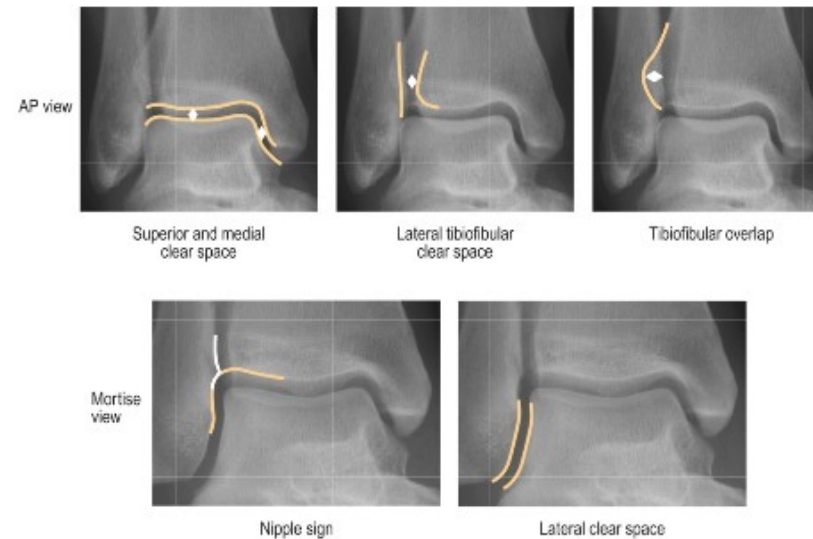 AP view
Superior and medial
clear space
Lateral tibiofibular
clear space
Tibiofibular overlap
Mortise
view
Nipple sign
Lateral clear space